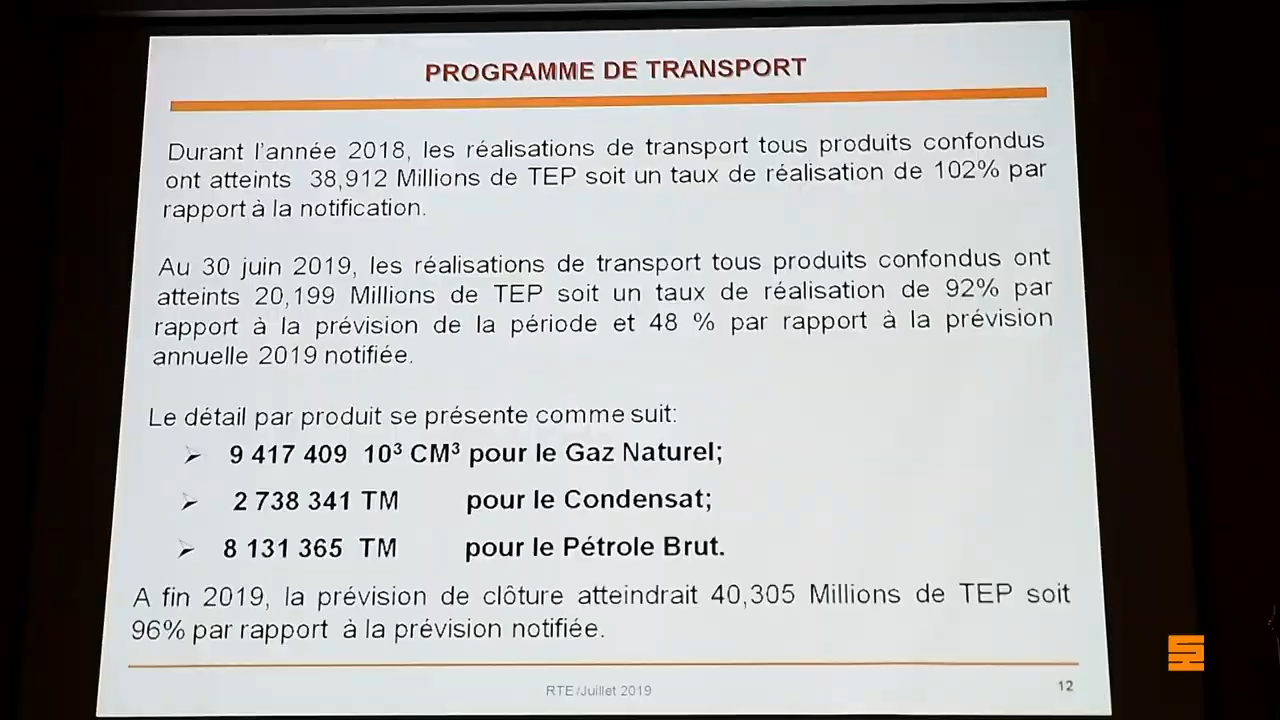 PROGRAMME DE TRANSPORT
Durant l'année 2018, les réalisations de transport tous produits confondus
ont atteints 38,912 Millions de TEP soit un taux de réalisation de 102% par
rapport à la notification.
Au 30 juin 2019, les réalisations de transport tous produits confondus ont
atteints 20,199 Millions de TEP soit un taux de réalisation de 92% par
rapport à la prévision de la période et 48 % par rapport à la prévision
annuelle 2019 notifiée.
Le détail par produit se présente comme suit:
➢ 9 417 409 10³ CM³ pour le Gaz Naturel;
➢ 2 738 341 TM pour le Condensat;
➢ 8 131 365 TM pour le Pétrole Brut.
A fin 2019, la prévision de clôture atteindrait 40,305 Millions de TEP soit
96% par rapport à la prévision notifiée.
RTE /Juillet 2019
12